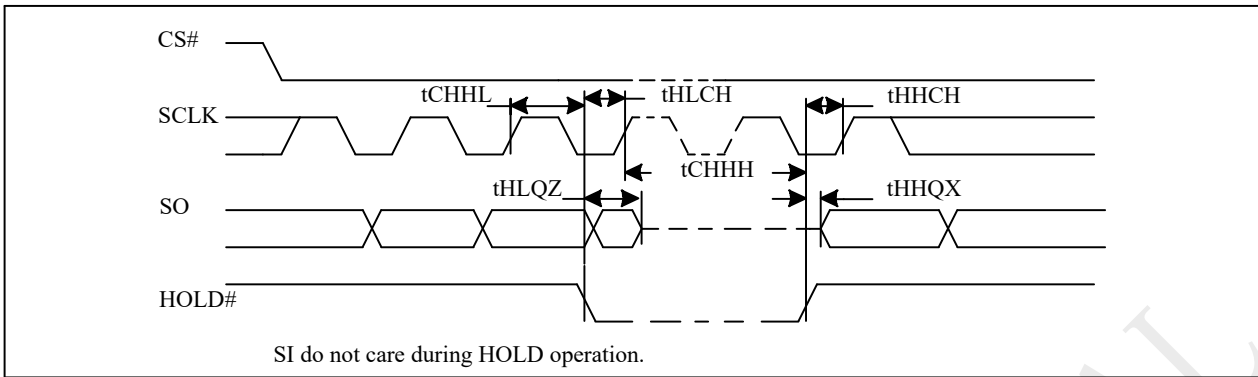 CS#
tCHHL
tHLCH
tHHCH
SCLK
tCHHH
tHLQZ
tHHQX
SO
HOLD#
SI do not care during HOLD operation.